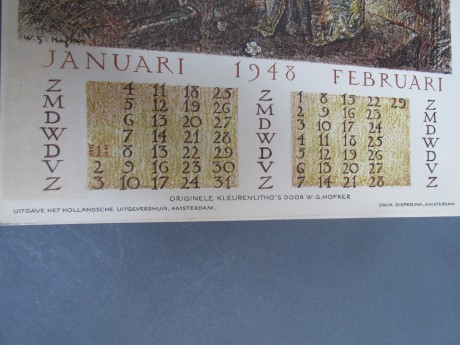 W.G. Hofker
JANUARI 1948 FEBRUARI
Z 4 11 18 25 1 8 15 22 29 Z
M 5 12 19 26 2 9 16 23 M
D 6 13 20 27 3 10 17 24 D
W 7 14 21 28 4 11 18 25 W
D 1 8 15 22 29 5 12 19 26 D
V 2 9 16 23 30 6 13 20 27 V
Z 3 10 17 24 31 7 14 21 28 Z
ORIGINELE KLEURENLITHO'S DOOR W.G. HOFKER
UITGAVE HET HOLLANDSCHE UITGEVERSHUIS, AMSTERDAM. DRUK DIEPERINK, AMSTERDAM.